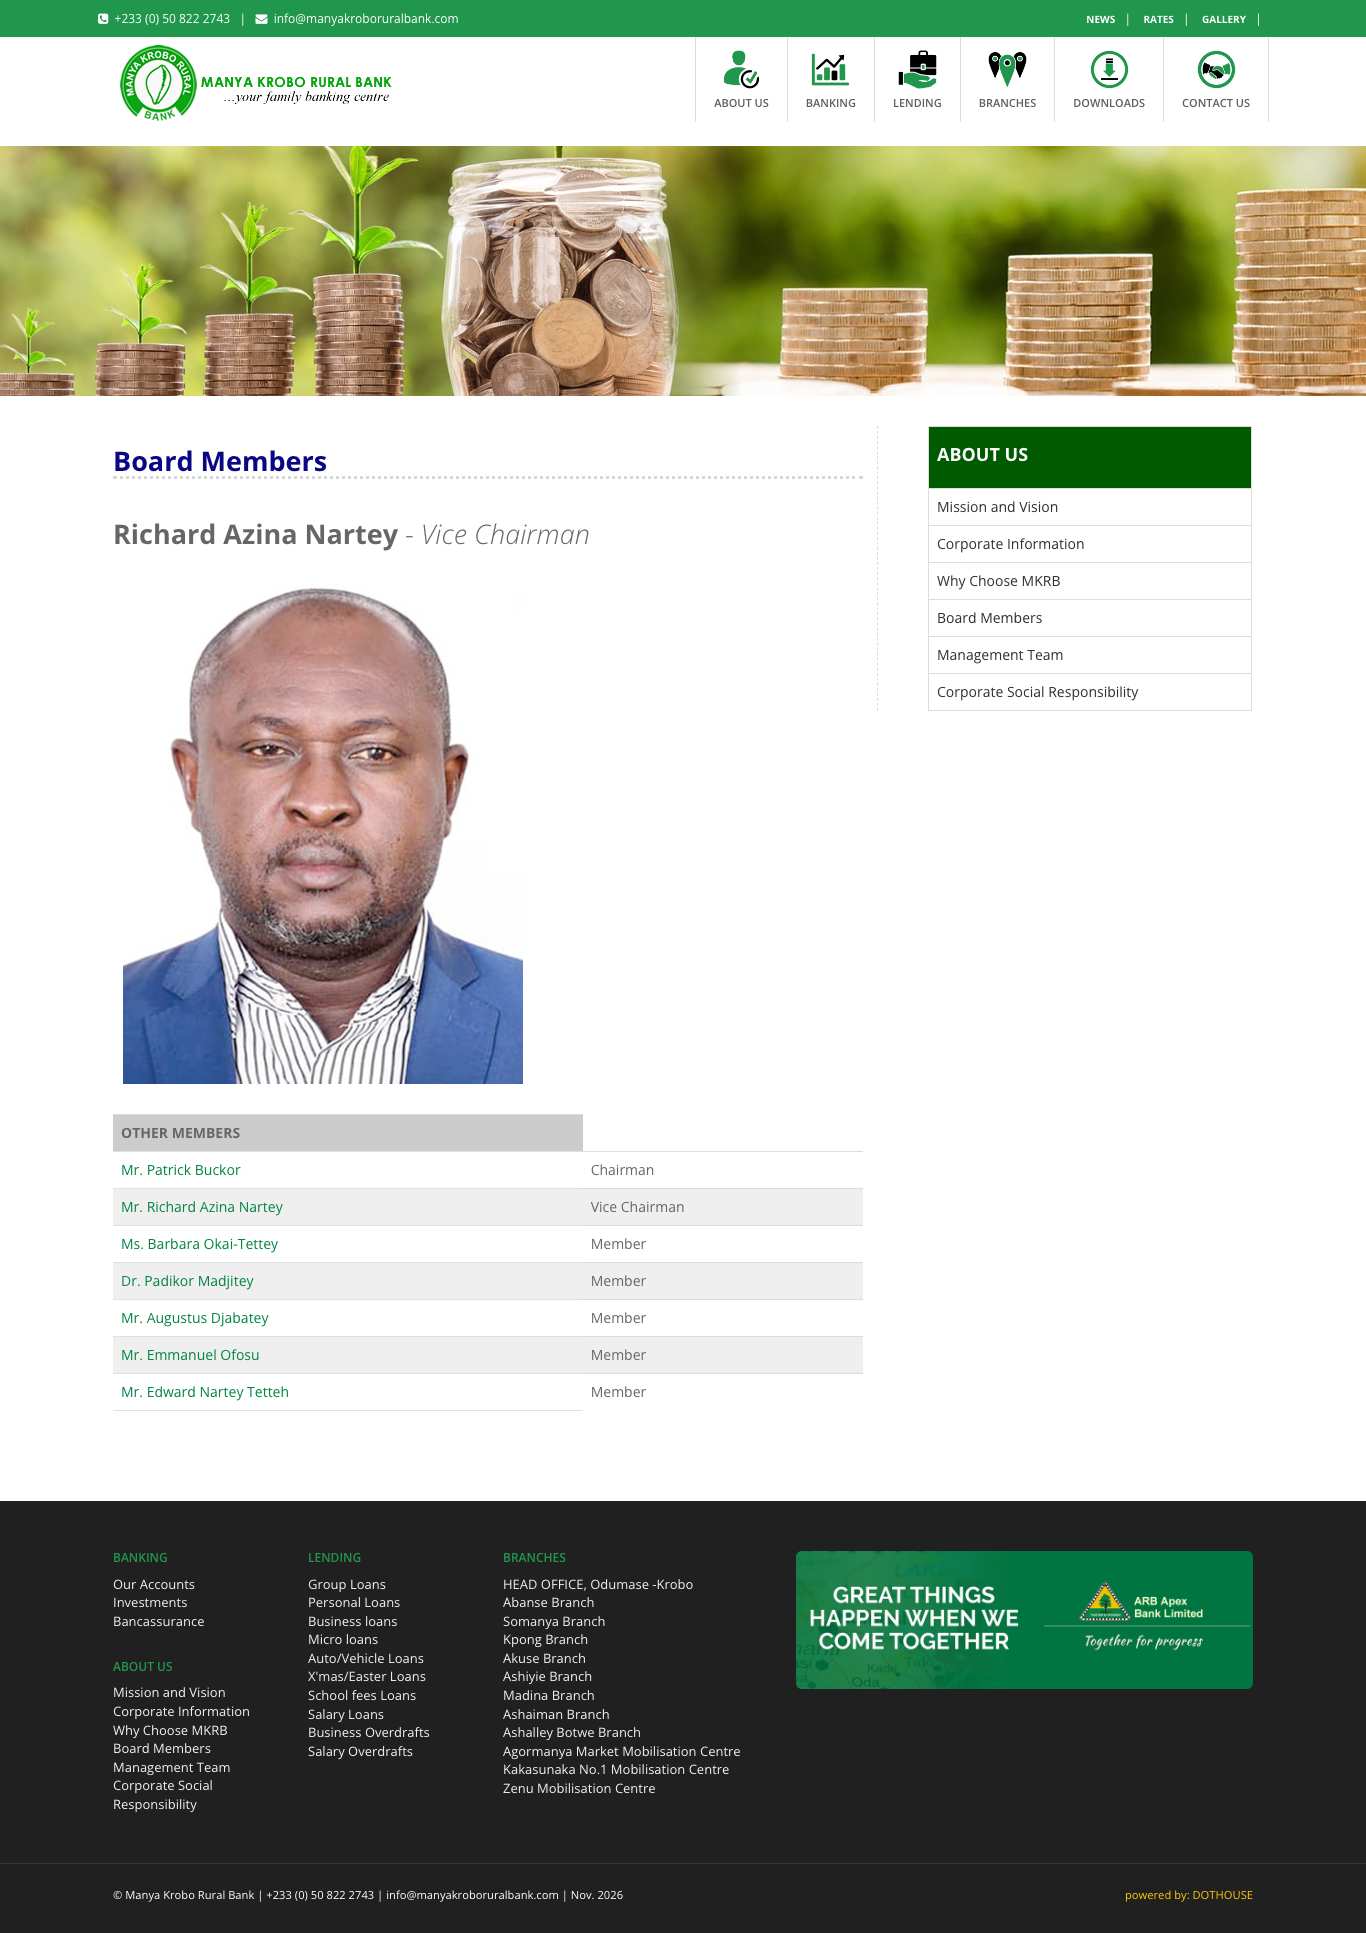 +233 (0) 50 822 2743 | info@manyakroboruralbank.com
NEWS | RATES | GALLERY |
MANYA KROBO RURAL
BANK
MANYA KROBO RURAL BANK
...your family banking centre
ABOUT US
BANKING
LENDING
BRANCHES
DOWNLOADS
CONTACT US
Board Members
Richard Azina Nartey - Vice Chairman
ABOUT US
Mission and Vision
Corporate Information
Why Choose MKRB
Board Members
Management Team
Corporate Social Responsibility
OTHER MEMBERS
Mr. Patrick Buckor Chairman
Mr. Richard Azina Nartey Vice Chairman
Ms. Barbara Okai-Tettey Member
Dr. Padikor Madjitey Member
Mr. Augustus Djabatey Member
Mr. Emmanuel Ofosu Member
Mr. Edward Nartey Tetteh Member
BANKING
Our Accounts
Investments
Bancassurance
ABOUT US
Mission and Vision
Corporate Information
Why Choose MKRB
Board Members
Management Team
Corporate Social
Responsibility
LENDING
Group Loans
Personal Loans
Business loans
Micro loans
Auto/Vehicle Loans
X'mas/Easter Loans
School fees Loans
Salary Loans
Business Overdrafts
Salary Overdrafts
BRANCHES
HEAD OFFICE, Odumase -Krobo
Abanse Branch
Somanya Branch
Kpong Branch
Akuse Branch
Ashiyie Branch
Madina Branch
Ashaiman Branch
Ashalley Botwe Branch
Agormanya Market Mobilisation Centre
Kakasunaka No.1 Mobilisation Centre
Zenu Mobilisation Centre
GREAT THINGS
HAPPEN WHEN WE
COME TOGETHER
ARB Apex
Bank Limited
Together for progress
Oda
© Manya Krobo Rural Bank | +233 (0) 50 822 2743 | info@manyakroboruralbank.com | Nov. 2026
powered by: DOTHOUSE